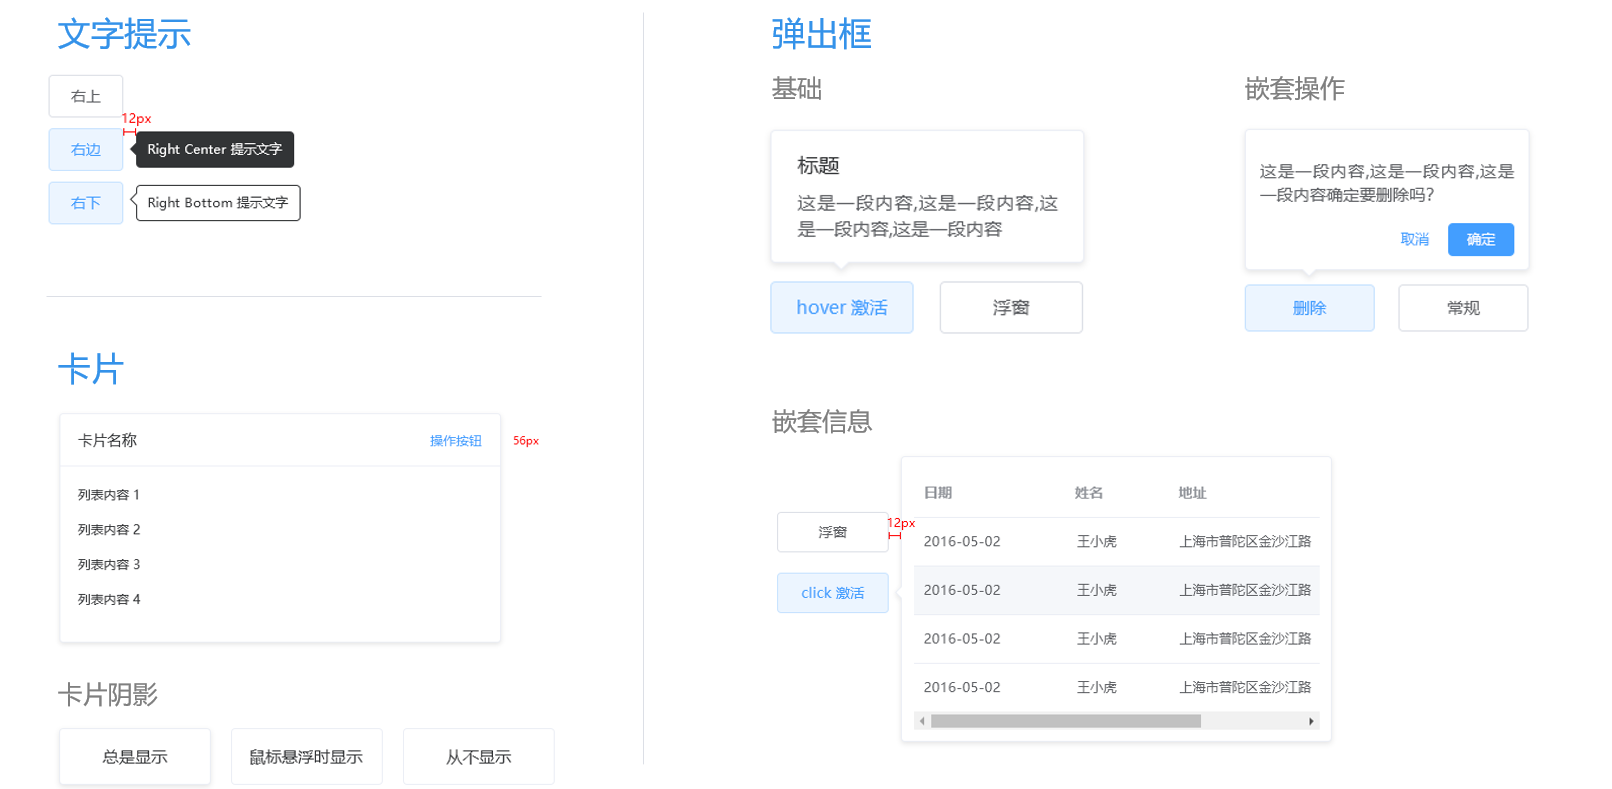 文字提示
右上
12px
右边
Right Center 提示文字
右下
Right Bottom 提示文字
卡片
卡片名称
操作按钮
56px
列表内容 1
列表内容 2
列表内容 3
列表内容 4
卡片阴影
总是显示
鼠标悬浮时显示
从不显示
弹出框
基础
标题
这是一段内容,这是一段内容,这
是一段内容,这是一段内容
hover 激活
浮窗
嵌套操作
这是一段内容,这是一段内容,这是
一段内容确定要删除吗?
取消
确定
删除
常规
嵌套信息
浮窗
12px
click 激活
日期 姓名 地址
2016-05-02 王小虎 上海市普陀区金沙江路
2016-05-02 王小虎 上海市普陀区金沙江路
2016-05-02 王小虎 上海市普陀区金沙江路
2016-05-02 王小虎 上海市普陀区金沙江路